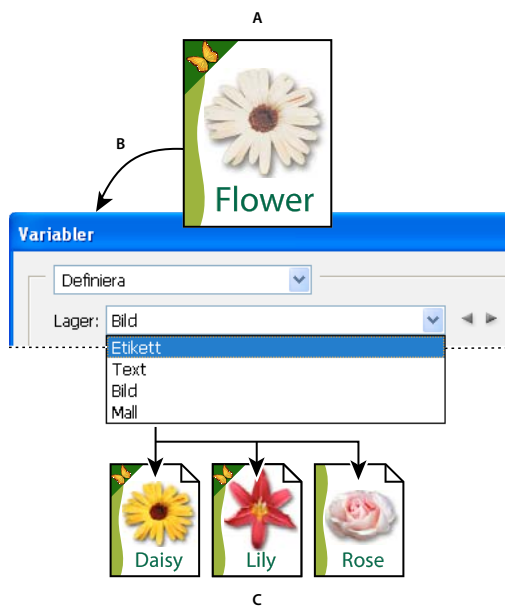 A
B
Flower
Variabler
Definiera
Lager: Bild
Etikett
Text
Bild
Mall
Daisy Lily Rose
C